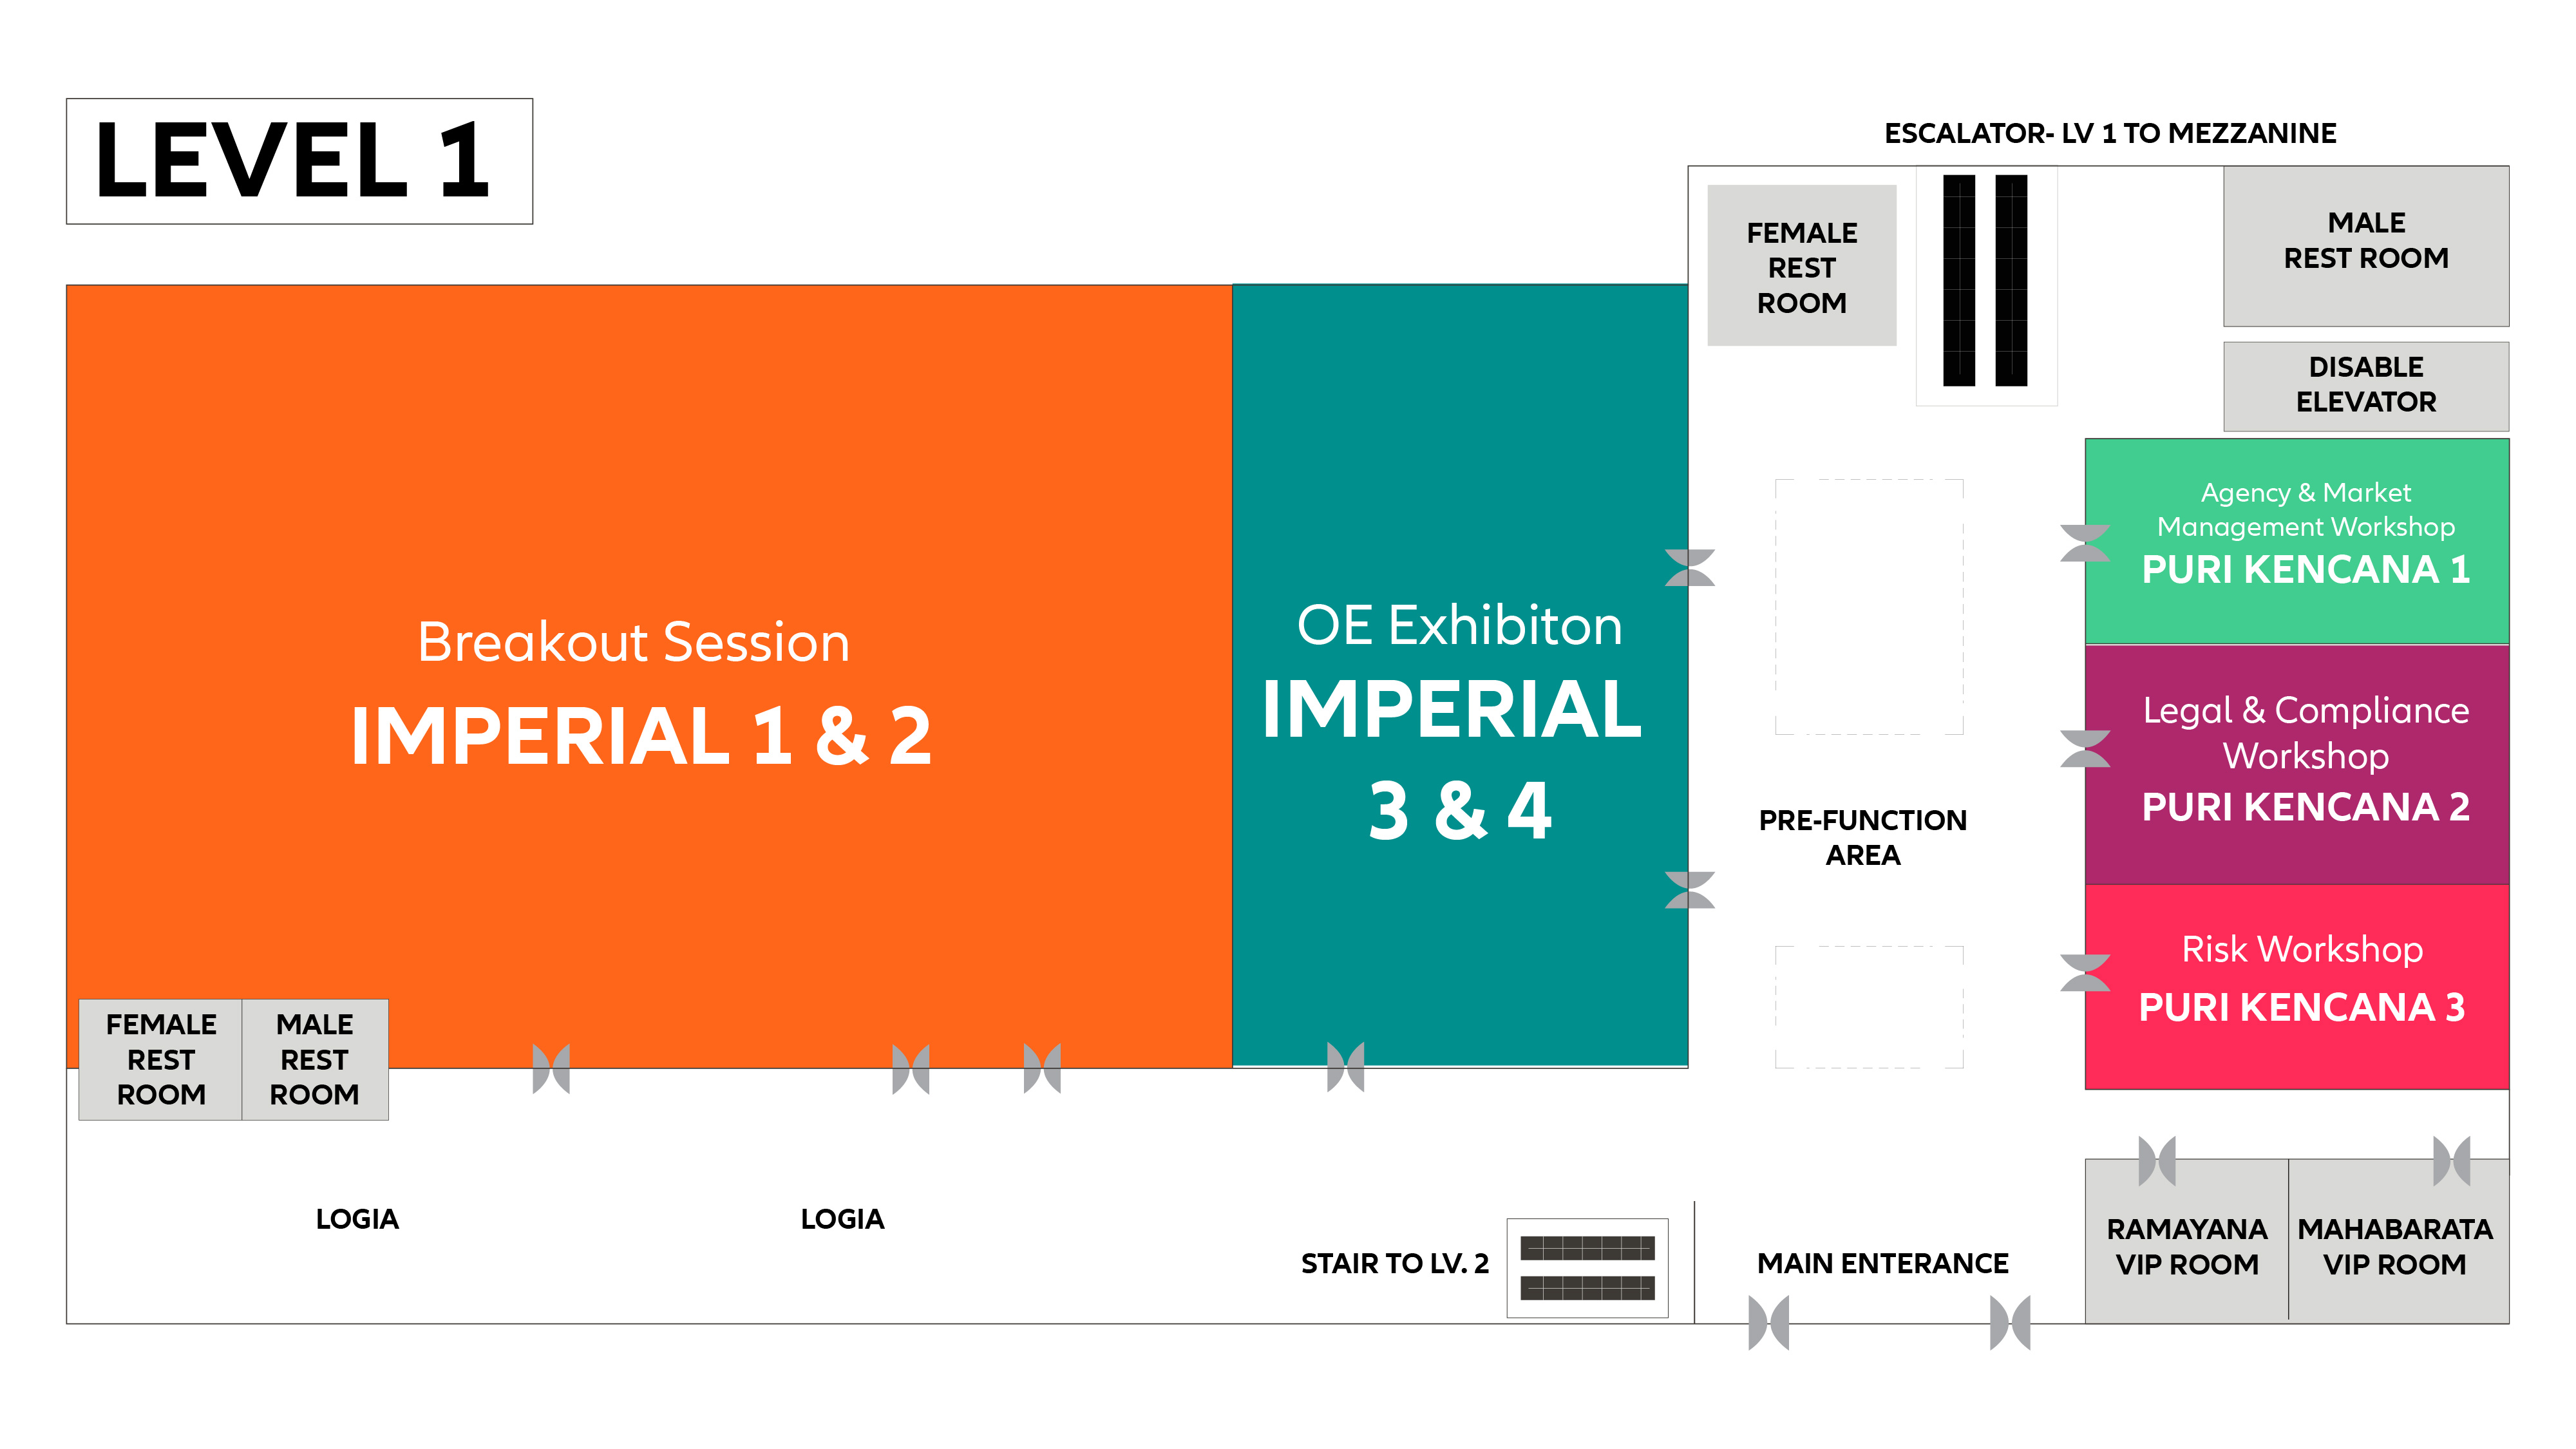 LEVEL 1
ESCALATOR- LV 1 TO MEZZANINE
FEMALE
REST
ROOM
MALE
REST ROOM
DISABLE
ELEVATOR
Breakout Session
IMPERIAL 1 & 2
OE Exhibiton
IMPERIAL
3 & 4
Agency & Market
Management Workshop
PURI KENCANA 1
Legal & Compliance
Workshop
PURI KENCANA 2
PRE-FUNCTION
AREA
Risk Workshop
PURI KENCANA 3
FEMALE
REST
ROOM
MALE
REST
ROOM
LOGIA
LOGIA
STAIR TO LV. 2
MAIN ENTERANCE
RAMAYANA
VIP ROOM
MAHABARATA
VIP ROOM